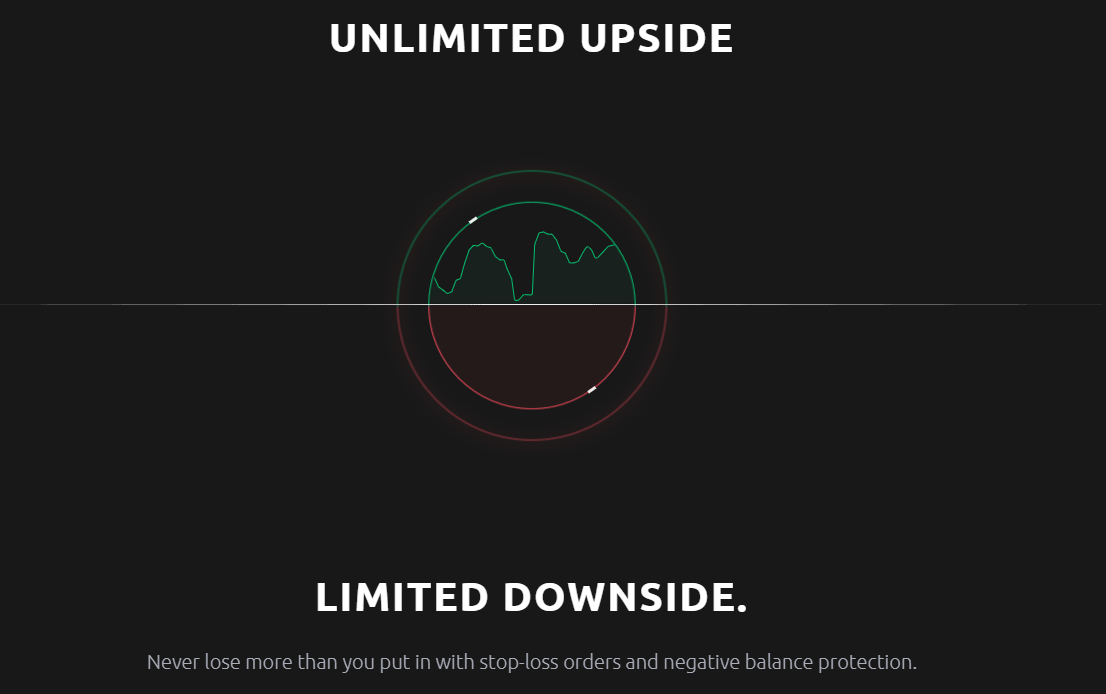 UNLIMITED UPSIDE
LIMITED DOWNSIDE.
Never lose more than you put in with stop-loss orders and negative balance protection.